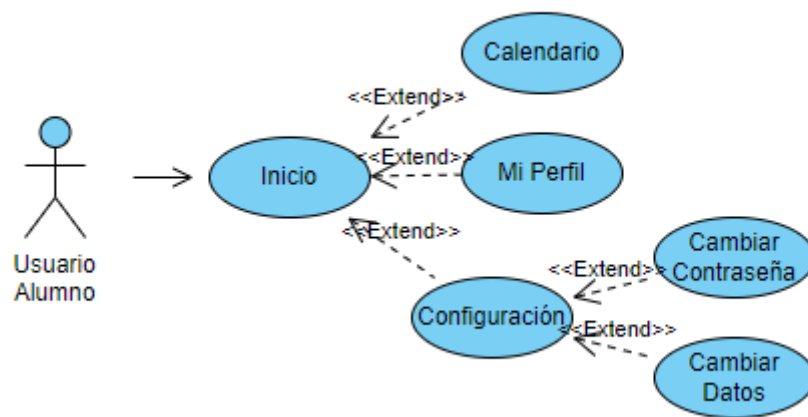 Calendario
<<Extend>>
<<Extend>>
Inicio
Mi Perfil
<<Extend>>
Usuario
Alumno
Cambiar
Contraseña
<<Extend>>
Configuración
<<Extend>>
Cambiar
Datos